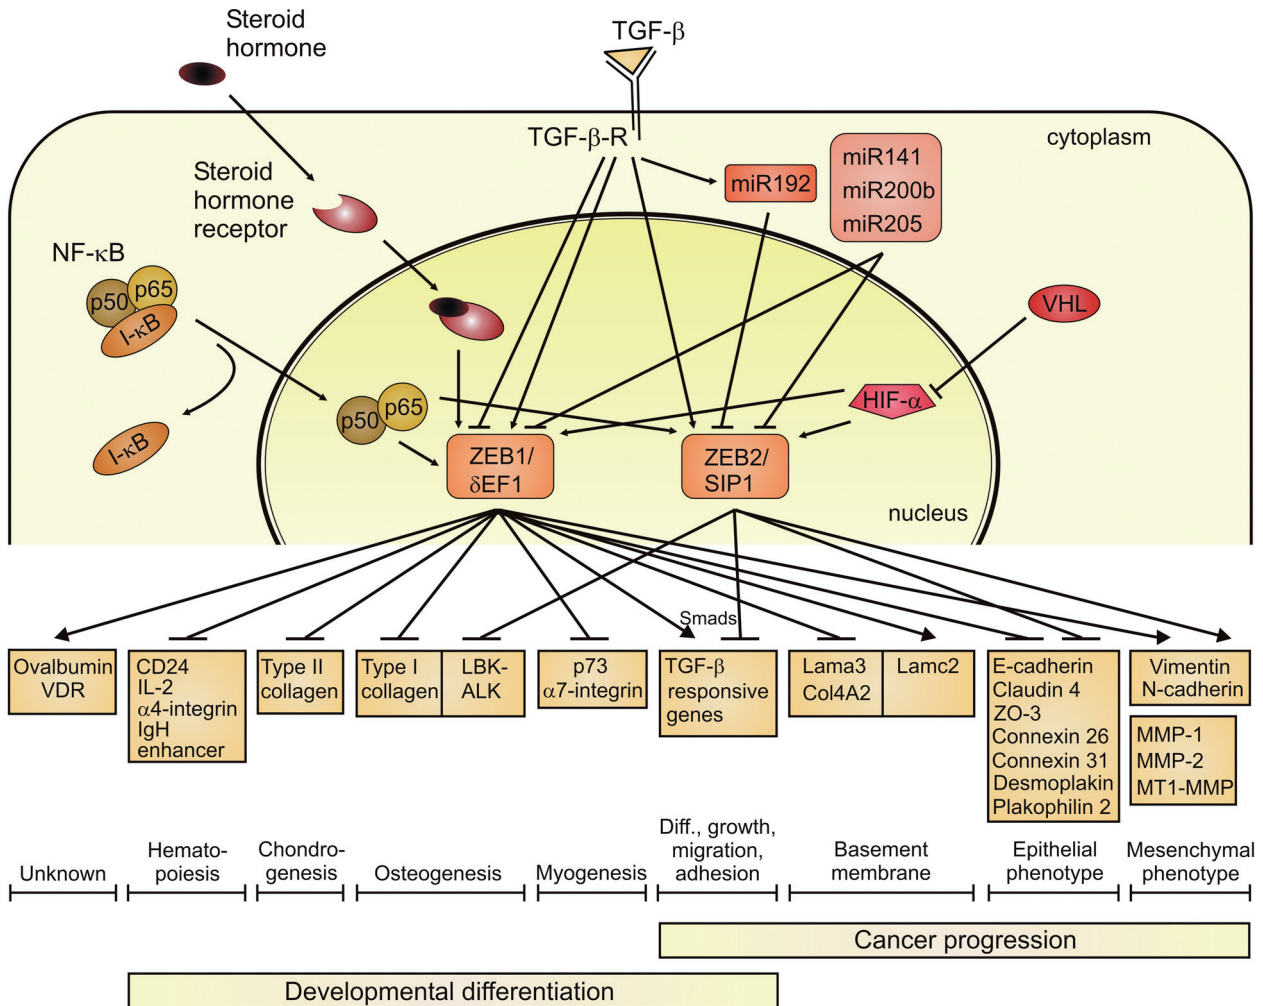 Steroid
hormone
TGF-β
cytoplasm
TGF-β-R
miR192
miR141
miR200b
miR205
Steroid
hormone
receptor
NF-κB
p50
p65
I-κB
VHL
HIF-α
p50
p65
I-κB
ZEB1/
δEF1
ZEB2/
SIP1
nucleus
Smads
Ovalbumin
VDR
CD24
IL-2
α4-integrin
IgH
enhancer
Type II
collagen
Type I
collagen
LBK-
ALK
p73
α7-integrin
TGF-β
responsive
genes
Lama3
Col4A2
Lamc2
E-cadherin
Claudin 4
ZO-3
Connexin 26
Connexin 31
Desmoplakin
Plakophilin 2
Vimentin
N-cadherin
MMP-1
MMP-2
MT1-MMP
Unknown
Hemato-
poiesis
Chondro-
genesis
Osteogenesis
Myogenesis
Diff., growth,
migration,
adhesion
Basement
membrane
Epithelial
phenotype
Mesenchymal
phenotype
Cancer progression
Developmental differentiation